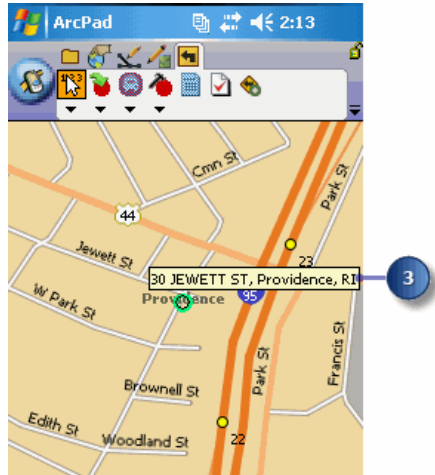 ArcPad 2:13
123
Cmn St
Park St
44
Jewett St
23
30 JEWETT ST, Providence, RI
3
Providence
95
W Park St
Park St
Francis St
Brownell St
Edith St
Woodland St
22